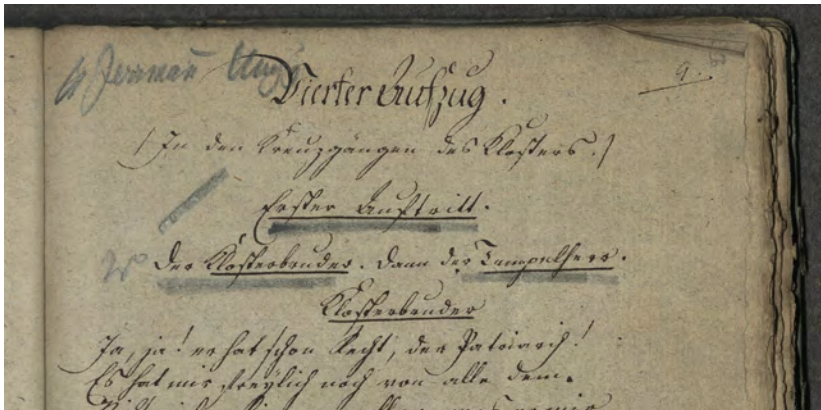 Vierter Aufzug.
9.
/ In den Kreuzgängen des Klosters. /
Erster Auftritt.
Der Klosterbruder. Dann der Tempelherr.
Klosterbruder
Ja, ja! er hat schon Recht, der Patriarch!
Es hat mir freylich noch von alle dem.